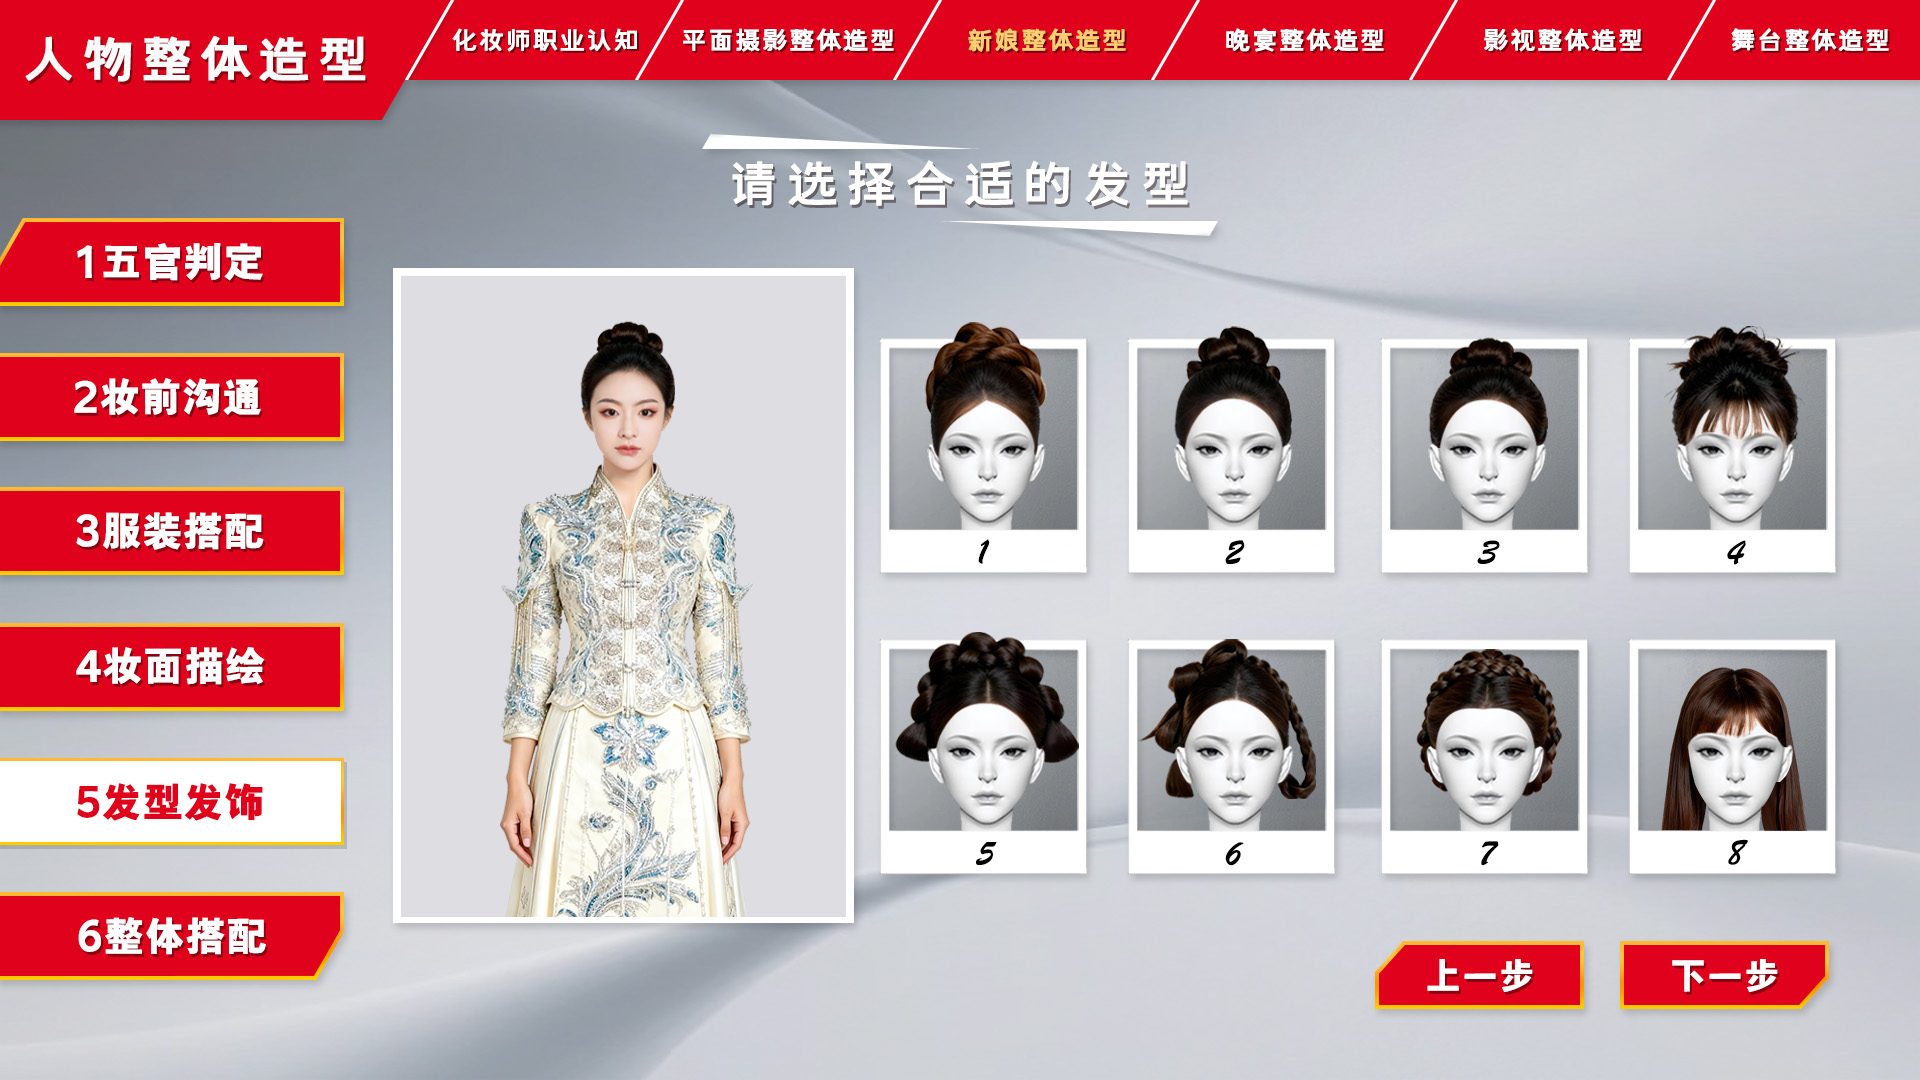 人物整体造型
化妆师职业认知
平面摄影整体造型
新娘整体造型
晚宴整体造型
影视整体造型
舞台整体造型
请选择合适的发型
1五官判定
2妆前沟通
3服装搭配
4妆面描绘
5发型发饰
6整体搭配
1
2
3
4
5
6
7
8
上一步
下一步